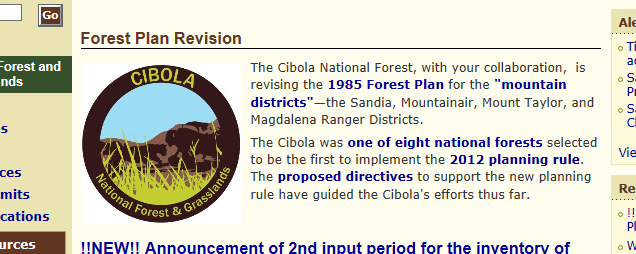 Go
Forest Plan Revision
Forest and
nds
s
ces
mits
cations
urces
CIBOLA
National Forest & Grasslands
The Cibola National Forest, with your collaboration,  is
revising the 1985 Forest Plan for the "mountain
districts"—the Sandia, Mountainair, Mount Taylor, and
Magdalena Ranger Districts.
The Cibola was one of eight national forests selected
to be the first to implement the 2012 planning rule.
The proposed directives to support the new planning
rule have guided the Cibola's efforts thus far.
!!NEW!! Announcement of 2nd input period for the inventory of
Ale
Ti
ac
Sa
Pr
Sa
Cl
Vie
Re
!!
Pl
W